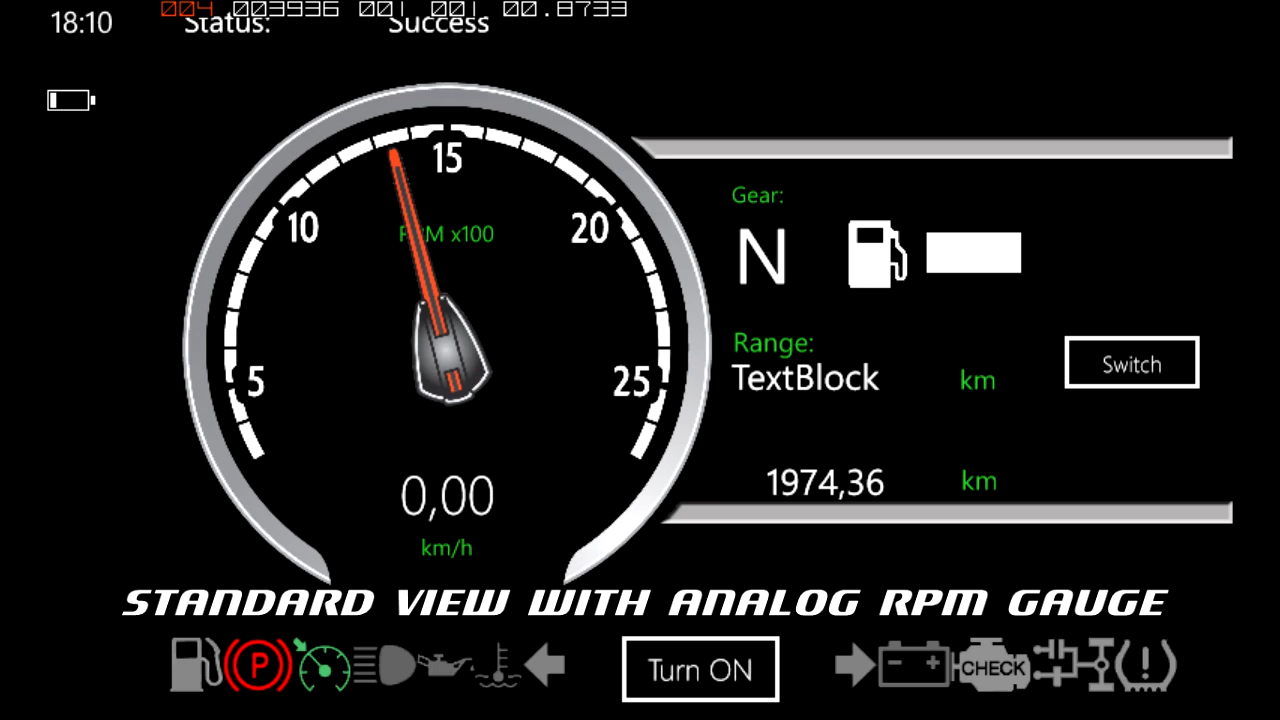 004 003936 001 001 00.8733
18:10 Status: Success
15
10 20
RPM x100
5 25
0,00
km/h
Gear:
N
Range:
TextBlock km
Switch
1974,36 km
STANDARD VIEW WITH ANALOG RPM GAUGE
P
Turn ON
CHECK